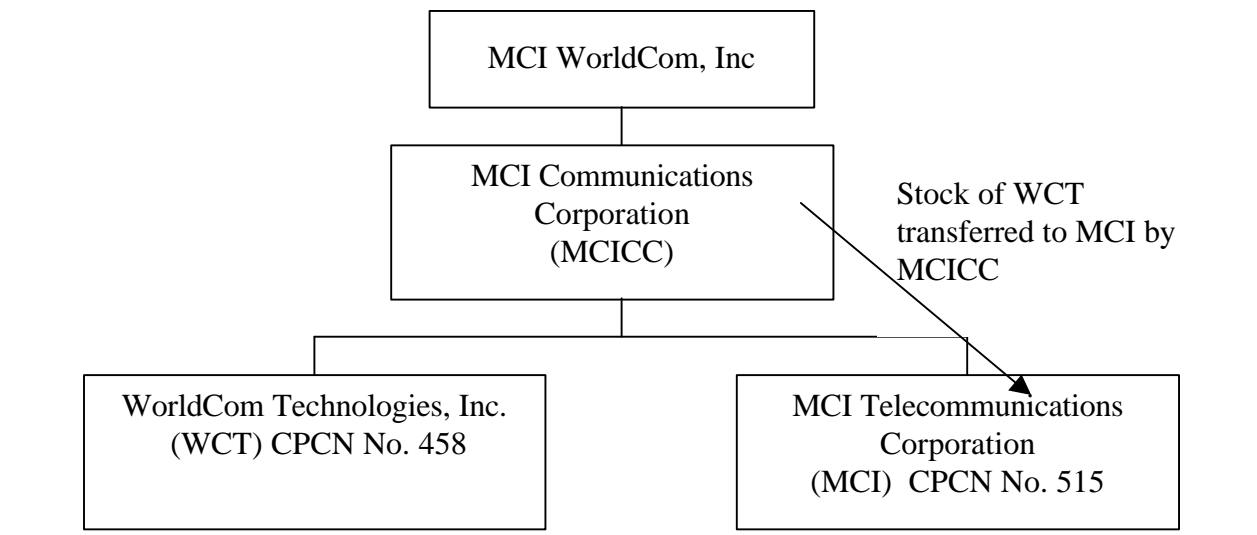 MCI WorldCom, Inc
MCI Communications
Corporation
(MCICC)
Stock of WCT
transferred to MCI by
MCICC
WorldCom Technologies, Inc.
(WCT) CPCN No. 458
MCI Telecommunications
Corporation
(MCI) CPCN No. 515